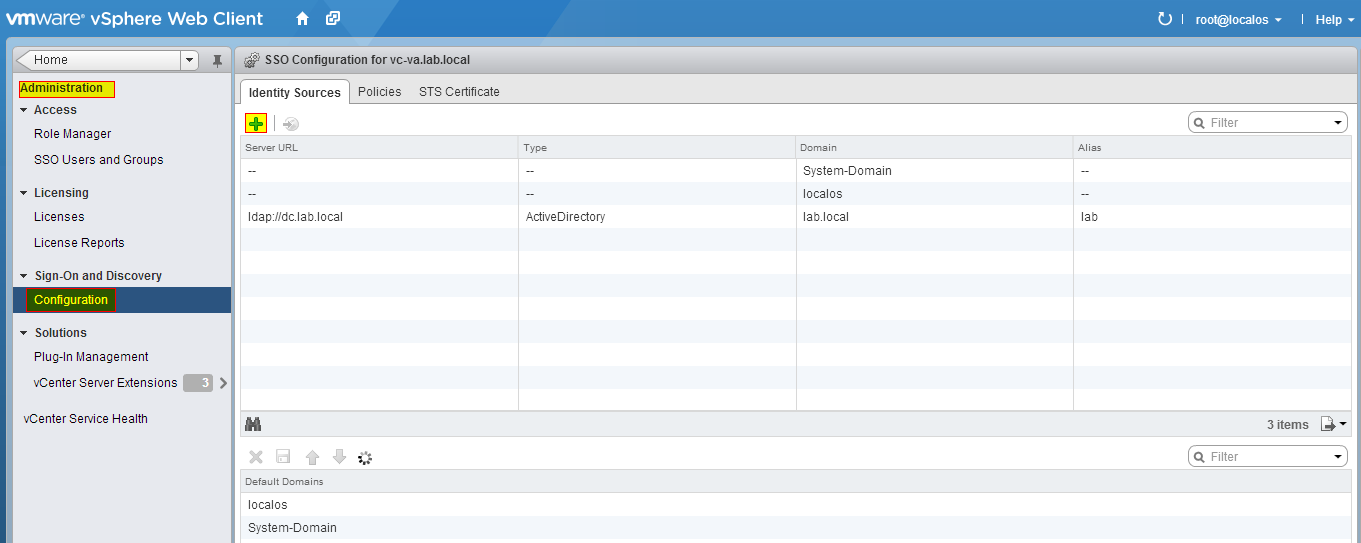 vmware® vSphere Web Client
root@localos
Help
Home
SSO Configuration for vc-va.lab.local
Administration
Identity Sources Policies STS Certificate
Access
Role Manager
Filter
SSO Users and Groups
Server URL Type Domain Alias
-- -- System-Domain --
-- -- localos --
ldap://dc.lab.local ActiveDirectory lab.local lab
Licensing
Licenses
License Reports
Sign-On and Discovery
Configuration
Solutions
Plug-In Management
vCenter Server Extensions 3
vCenter Service Health
3 items
Filter
Default Domains
localos
System-Domain